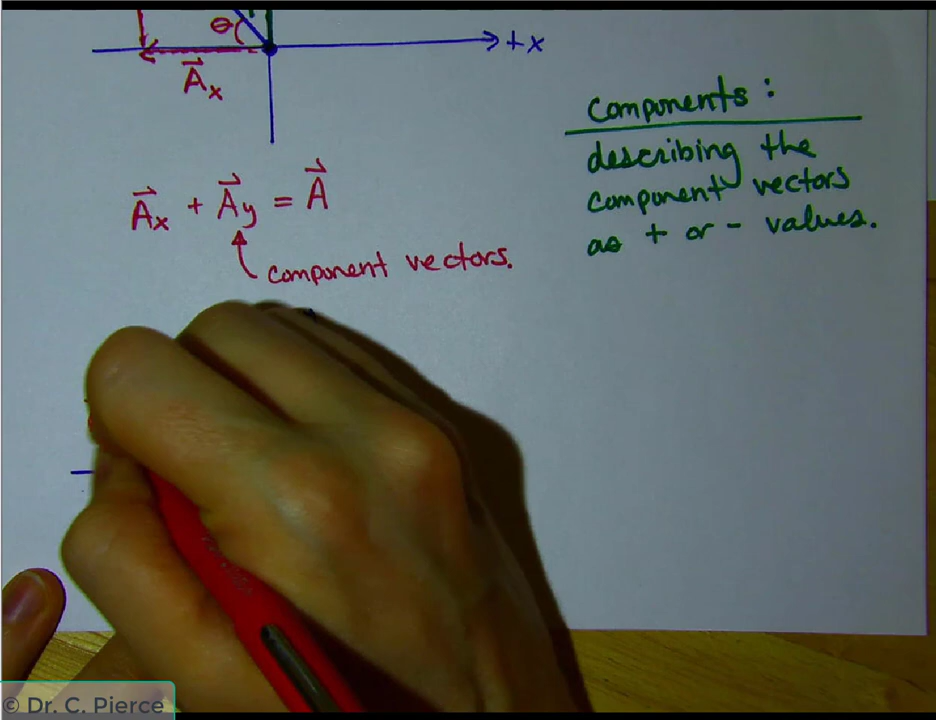 θ
+x
A⃗x
Components:
describing the
component vectors
as + or - values.
A⃗x + A⃗y = A⃗
component vectors.
© Dr. C. Pierce